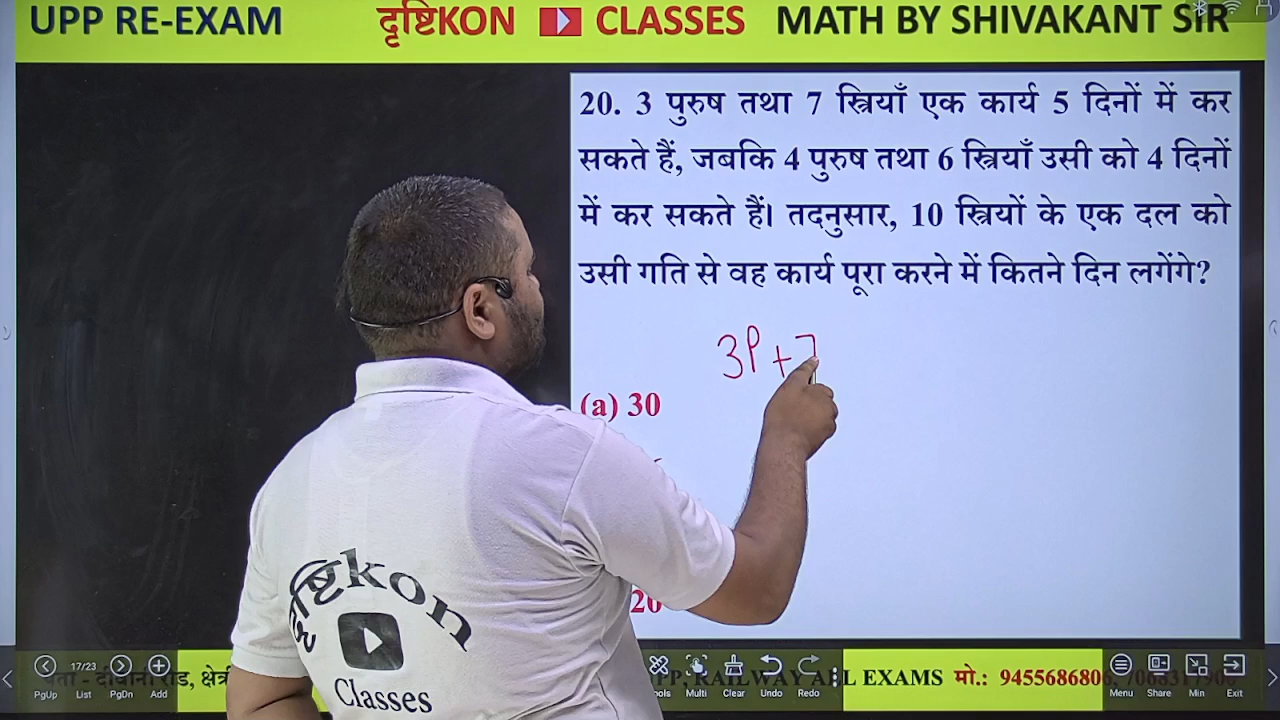 UPP RE-EXAM दृष्टिKON CLASSES MATH BY SHIVAKANT SIR
20. 3 पुरुष तथा 7 स्त्रियाँ एक कार्य 5 दिनों में कर
सकते हैं, जबकि 4 पुरुष तथा 6 स्त्रियाँ उसी को 4 दिनों
में कर सकते हैं। तदनुसार, 10 स्त्रियों के एक दल को
उसी गति से वह कार्य पूरा करने में कितने दिन लगेंगे?
3P+7
(a) 30
20
दृष्टिkon
Classes
17/23
PgUp List PgDn Add
Multi Clear Undo Redo
Menu Share Min Exit
रोड, RAILWAY EXAMS मो.: 9455686806,